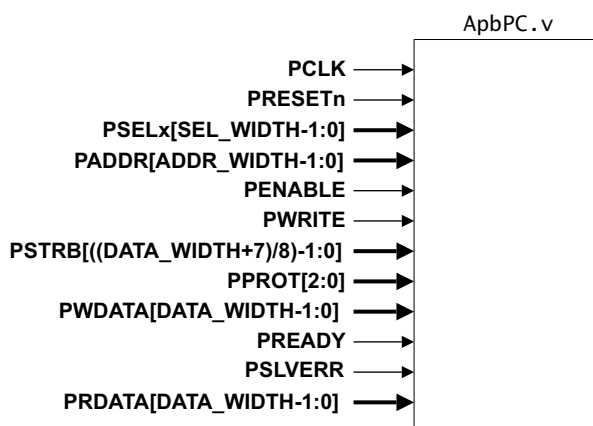 ApbPC.v
PCLK
PRESETn
PSELx[SEL_WIDTH-1:0]
PADDR[ADDR_WIDTH-1:0]
PENABLE
PWRITE
PSTRB[((DATA_WIDTH+7)/8)-1:0]
PPROT[2:0]
PWDATA[DATA_WIDTH-1:0]
PREADY
PSLVERR
PRDATA[DATA_WIDTH-1:0]